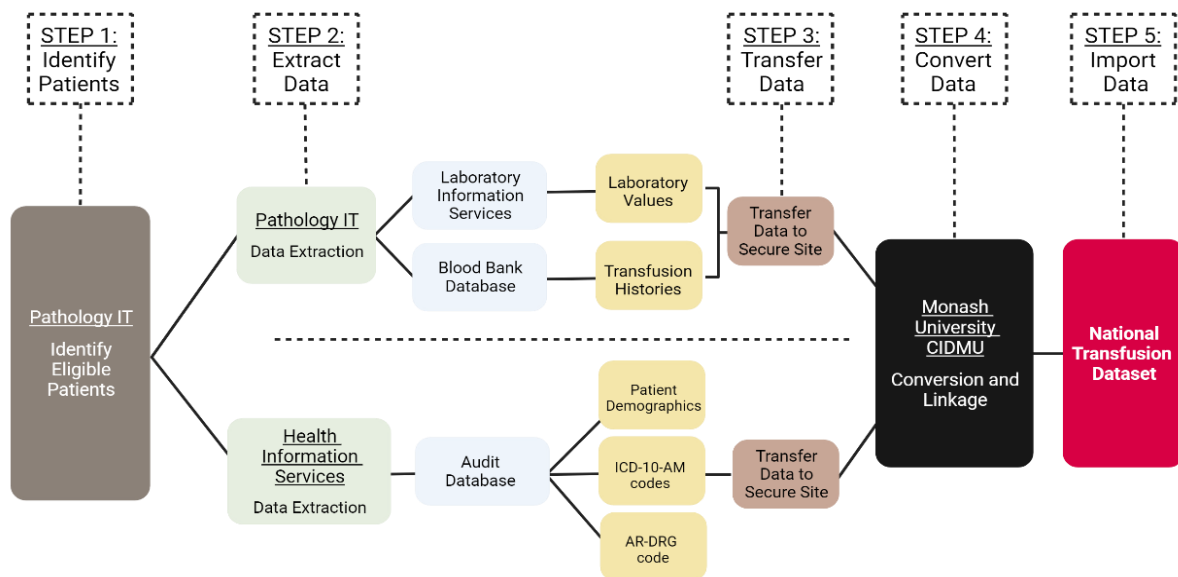 STEP 1:
Identify
Patients
STEP 2:
Extract
Data
STEP 3:
Transfer
Data
STEP 4:
Convert
Data
STEP 5:
Import
Data
Pathology IT
Identify
Eligible
Patients
Pathology IT
Data Extraction
Laboratory
Information
Services
Laboratory
Values
Blood Bank
Database
Transfusion
Histories
Transfer
Data to
Secure Site
Health
Information
Services
Data Extraction
Audit
Database
Patient
Demographics
ICD-10-AM
codes
AR-DRG
code
Transfer
Data to
Secure Site
Monash
University
CIDMU
Conversion and
Linkage
National
Transfusion
Dataset